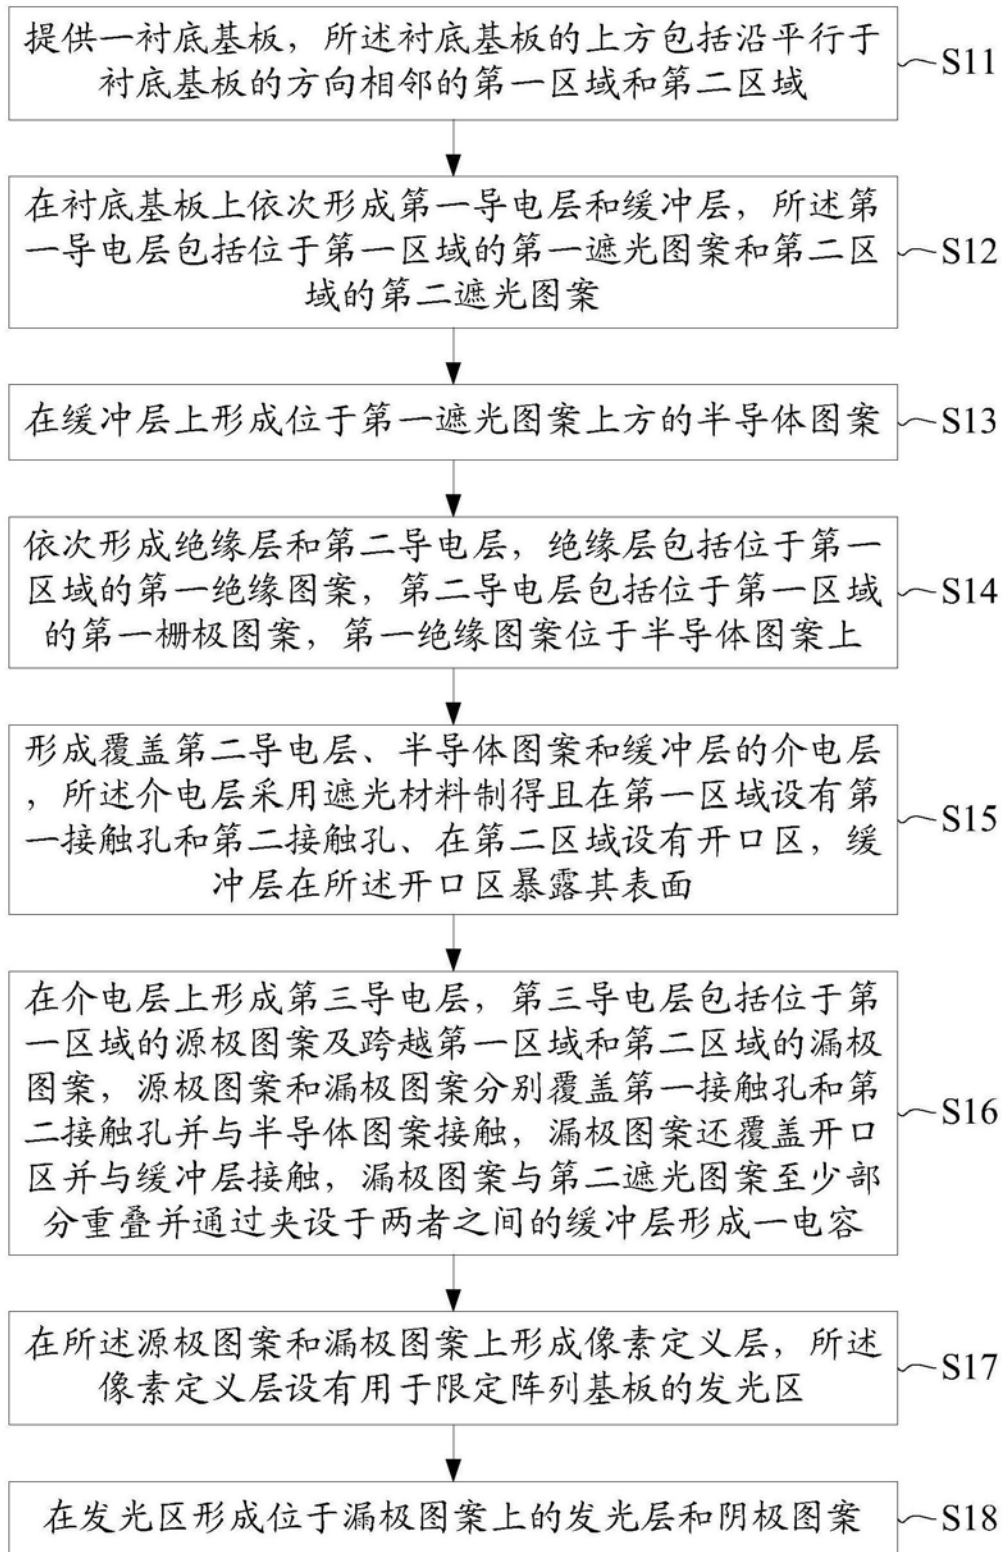 提供一衬底基板，所述衬底基板的上方包括沿平行于
衬底基板的方向相邻的第一区域和第二区域
S11
在衬底基板上依次形成第一导电层和缓冲层，所述第
一导电层包括位于第一区域的第一遮光图案和第二区
域的第二遮光图案
S12
在缓冲层上形成位于第一遮光图案上方的半导体图案
S13
依次形成绝缘层和第二导电层，绝缘层包括位于第一
区域的第一绝缘图案，第二导电层包括位于第一区域
的第一栅极图案，第一绝缘图案位于半导体图案上
S14
形成覆盖第二导电层、半导体图案和缓冲层的介电层
，所述介电层采用遮光材料制得且在第一区域设有第
一接触孔和第二接触孔、在第二区域设有开口区，缓
冲层在所述开口区暴露其表面
S15
在介电层上形成第三导电层，第三导电层包括位于第
一区域的源极图案及跨越第一区域和第二区域的漏极
图案，源极图案和漏极图案分别覆盖第一接触孔和第
二接触孔并与半导体图案接触，漏极图案还覆盖开口
区并与缓冲层接触，漏极图案与第二遮光图案至少部
分重叠并通过夹设于两者之间的缓冲层形成一电容
S16
在所述源极图案和漏极图案上形成像素定义层，所述
像素定义层设有用于限定阵列基板的发光区
S17
在发光区形成位于漏极图案上的发光层和阴极图案
S18